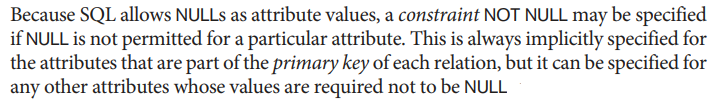 Because SQL allows NULLs as attribute values, a constraint NOT NULL may be specified
if NULL is not permitted for a particular attribute. This is always implicitly specified for
the attributes that are part of the primary key of each relation, but it can be specified for
any other attributes whose values are required not to be NULL